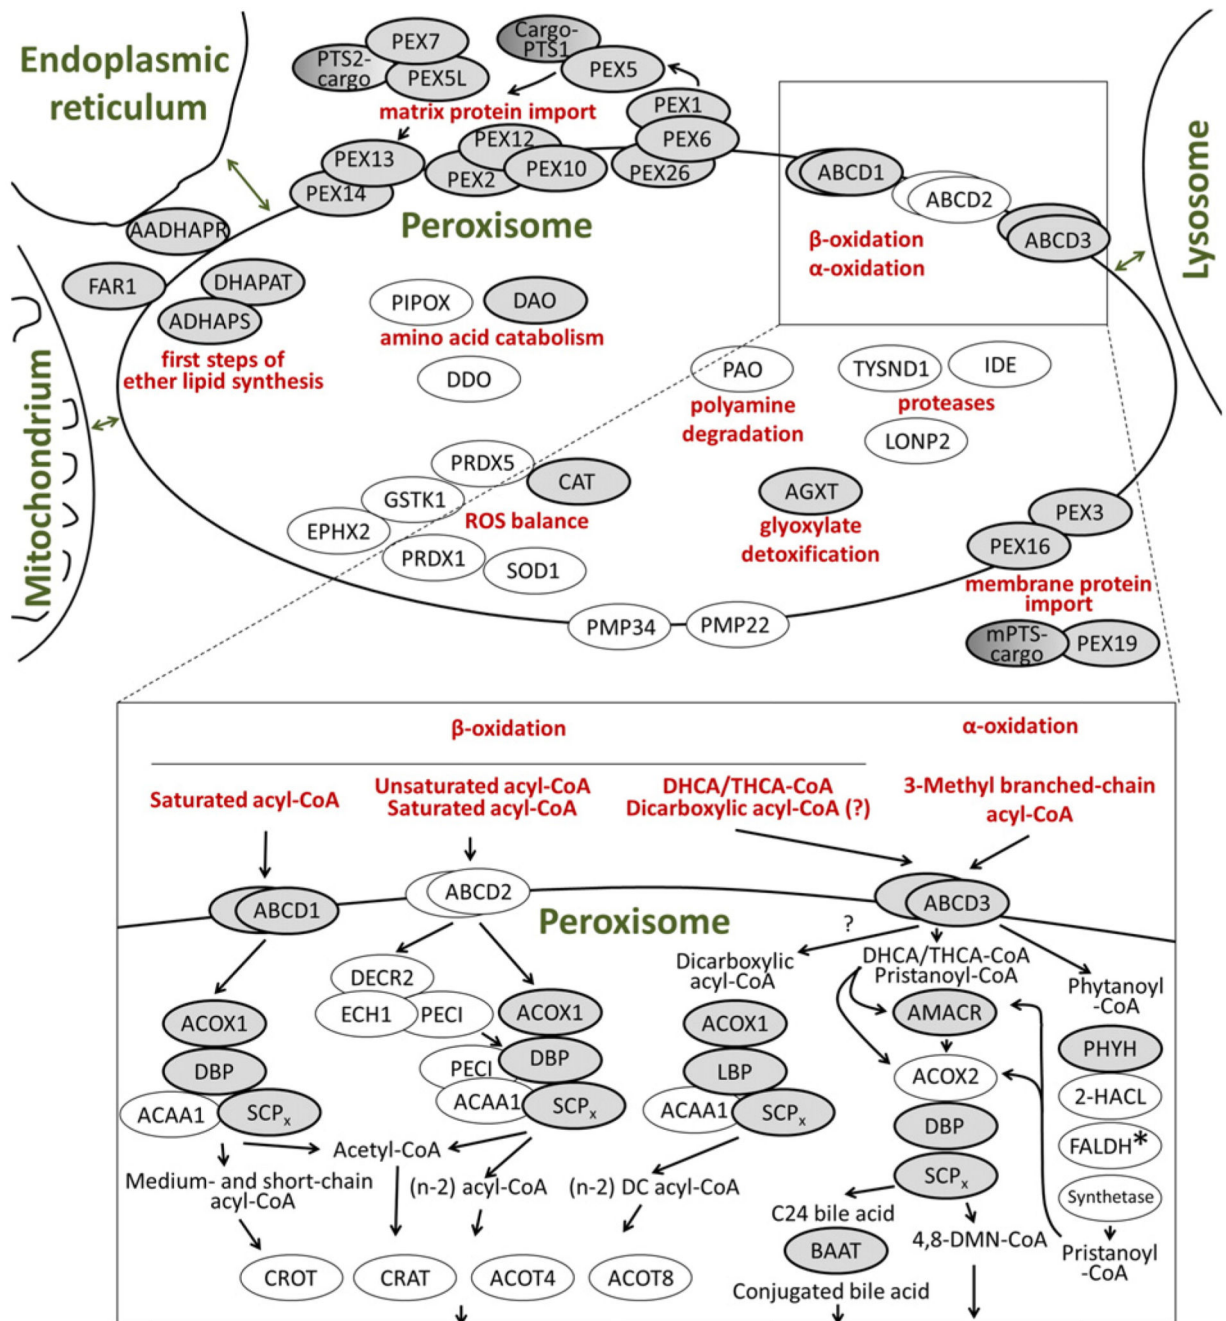 Endoplasmic
reticulum
PTS2-
cargo
PEX7
PEX5L
Cargo-
PTS1
PEX5
matrix protein import
PEX1
PEX6
PEX26
PEX13
PEX14
PEX12
PEX2
PEX10
Peroxisome
ABCD1
ABCD2
ABCD3
β-oxidation
α-oxidation
Lysosome
AADHAPR
FAR1
DHAPAT
ADHAPS
first steps of
ether lipid synthesis
Mitochondrium
PIPOX
DAO
amino acid catabolism
DDO
PAO
polyamine
degradation
TYSND1
IDE
proteases
LONP2
PRDX5
CAT
GSTK1
ROS balance
EPHX2
PRDX1
SOD1
AGXT
glyoxylate
detoxification
PEX3
PEX16
membrane protein
import
mPTS-
cargo
PEX19
PMP34
PMP22
β-oxidation
α-oxidation
Saturated acyl-CoA
Unsaturated acyl-CoA
Saturated acyl-CoA
DHCA/THCA-CoA
Dicarboxylic acyl-CoA (?)
3-Methyl branched-chain
acyl-CoA
ABCD1
ABCD2
ABCD3
Peroxisome
?
Dicarboxylic
acyl-CoA
DHCA/THCA-CoA
Pristanoyl-CoA
Phytanoyl
-CoA
ACOX1
DBP
ACAA1
SCPx
DECR2
ECH1
PECI
ACOX1
DBP
PECI
ACAA1
SCPx
ACOX1
LBP
ACAA1
SCPx
AMACR
ACOX2
DBP
SCPx
PHYH
2-HACL
FALDH*
Synthetase
Acetyl-CoA
Medium- and short-chain
acyl-CoA
(n-2) acyl-CoA
(n-2) DC acyl-CoA
C24 bile acid
4,8-DMN-CoA
Pristanoyl
-CoA
CROT
CRAT
ACOT4
ACOT8
BAAT
Conjugated bile acid